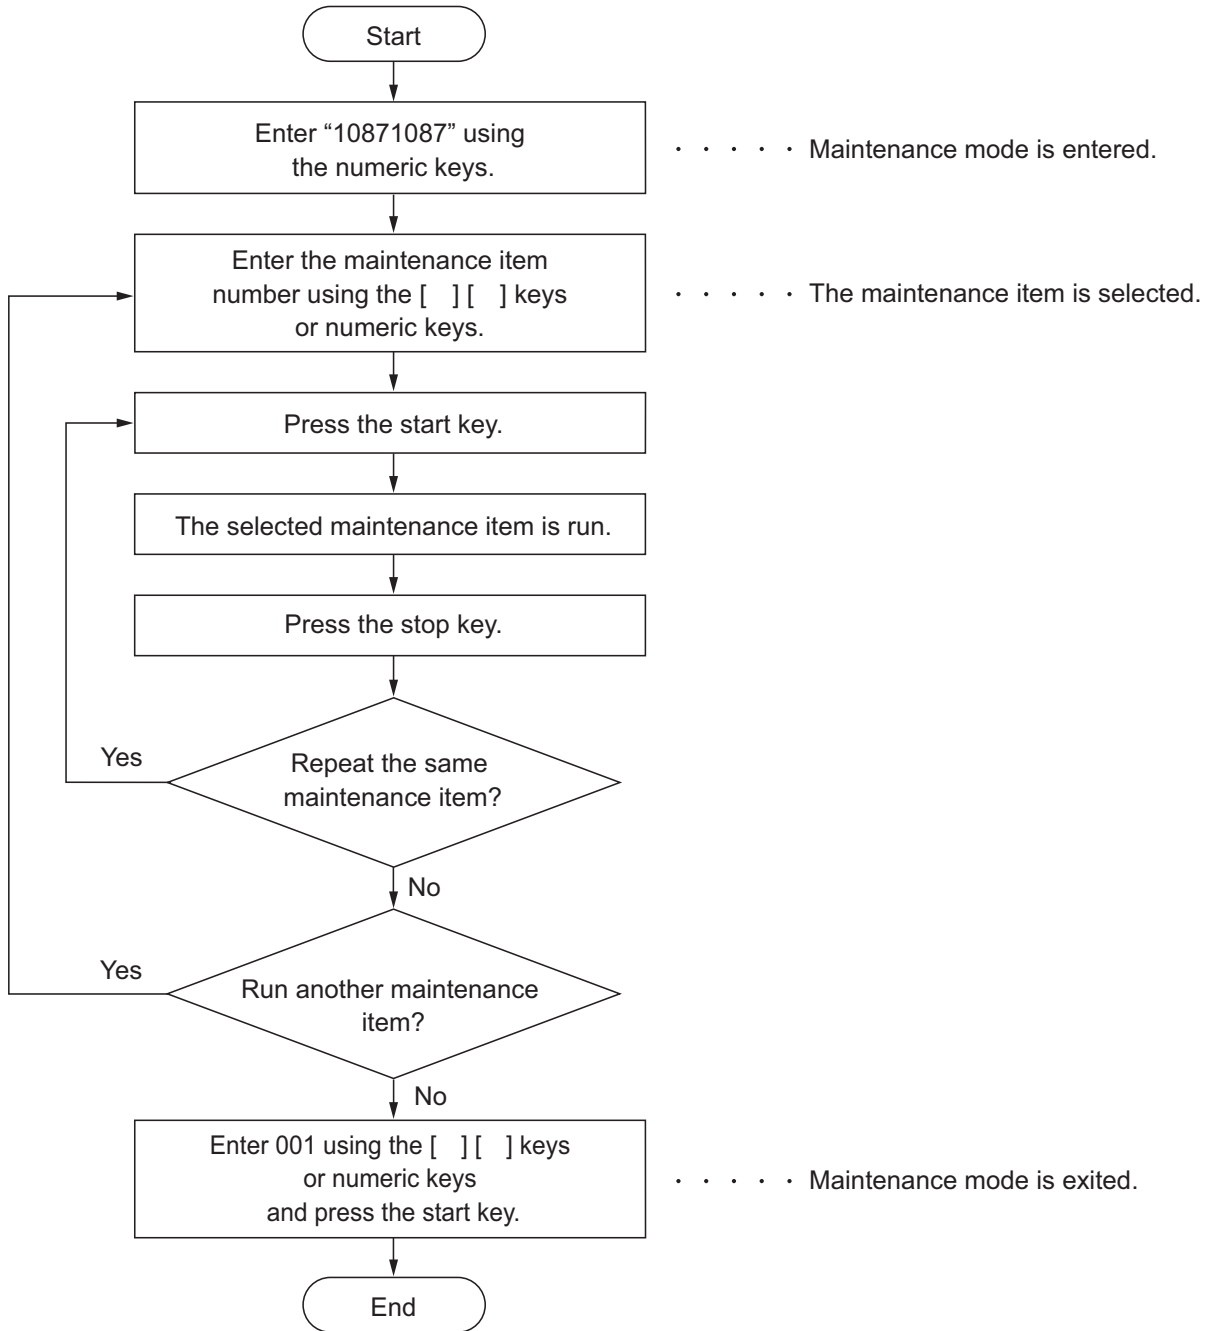 Start
Enter “10871087” using
the numeric keys.
· · · · · Maintenance mode is entered.
Enter the maintenance item
number using the [ ] [ ] keys
or numeric keys.
· · · · · The maintenance item is selected.
Press the start key.
The selected maintenance item is run.
Press the stop key.
Yes
Repeat the same
maintenance item?
No
Yes
Run another maintenance
item?
No
Enter 001 using the [ ] [ ] keys
or numeric keys
and press the start key.
· · · · · Maintenance mode is exited.
End